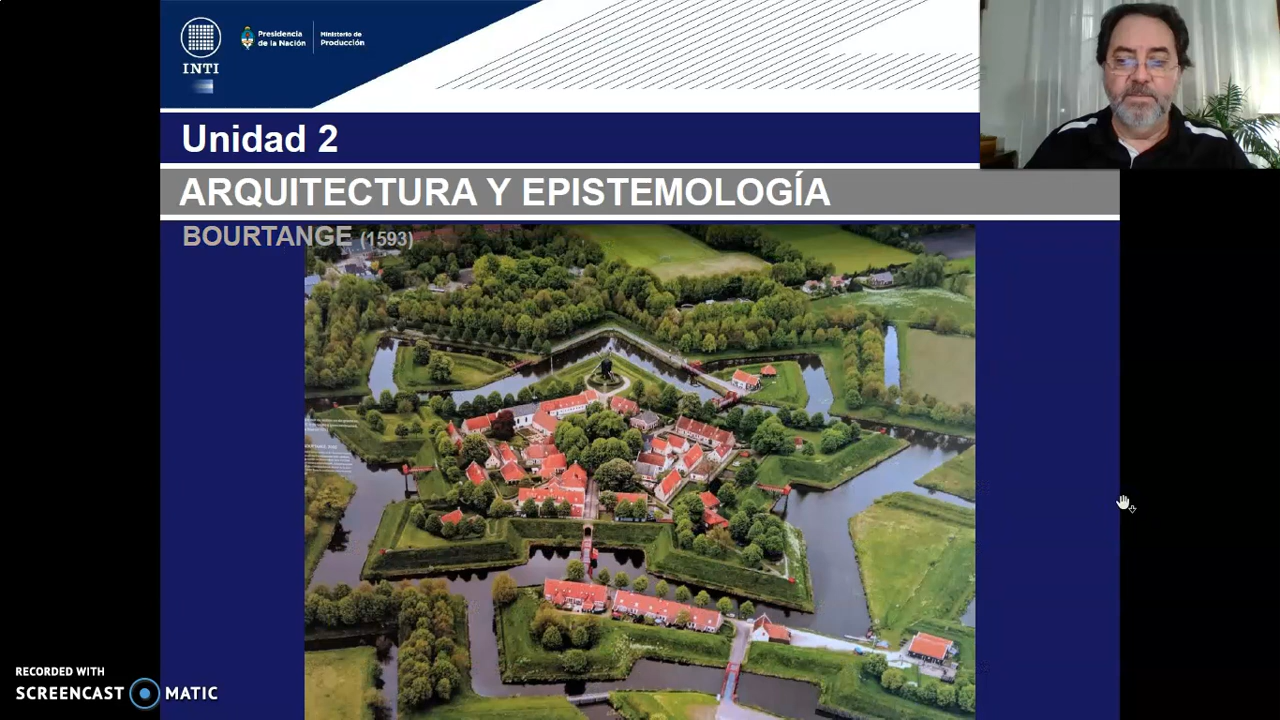 INTI
Presidencia
de la Nación
Ministerio de
Producción
Unidad 2
ARQUITECTURA Y EPISTEMOLOGÍA
BOURTANGE (1593)
RECORDED WITH
SCREENCAST MATIC